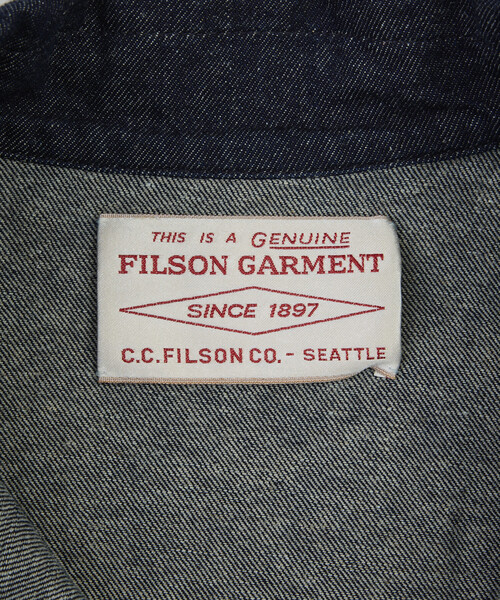 THIS IS A GENUINE
FILSON GARMENT
SINCE 1897
C.C.FILSON CO. - SEATTLE